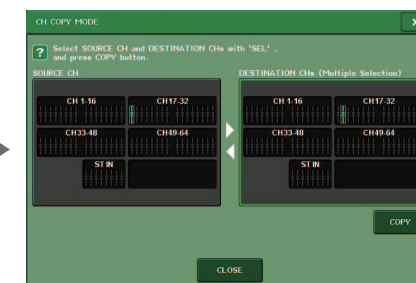 CH COPY MODE
×
? Select SOURCE CH and DESTINATION CHs with 'SEL' ,
and press COPY button.
SOURCE CH
DESTINATION CHs (Multiple Selection)
CH 1-16
CH17-32
CH 1-16
CH17-32
CH33-48
CH49-64
CH33-48
CH49-64
ST IN
ST IN
COPY
CLOSE